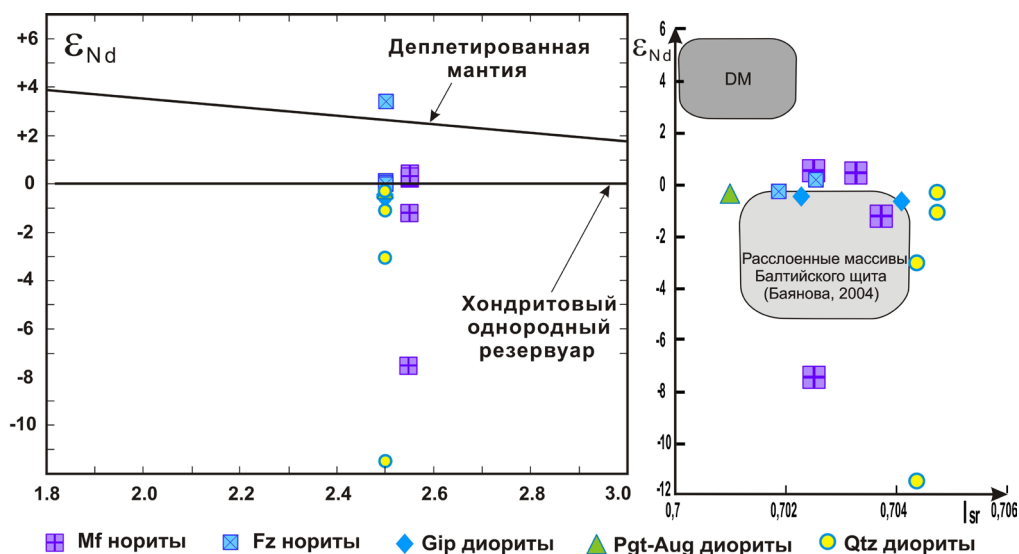 +6
+4
+2
0
-2
-4
-6
-8
-10
εNd
Деплетированная
мантия
Хондритовый
однородный
резервуар
1.8
2.0
2.2
2.4
2.6
2.8
3.0
εNd
6
4
2
0
-2
-4
-6
-8
-10
-12
DM
Расслоенные массивы
Балтийского щита
(Баянова, 2004)
0,7
0,702
0,704
Isr
0,706
Mf нориты
Fz нориты
Gip диориты
Pgt-Aug диориты
Qtz диориты